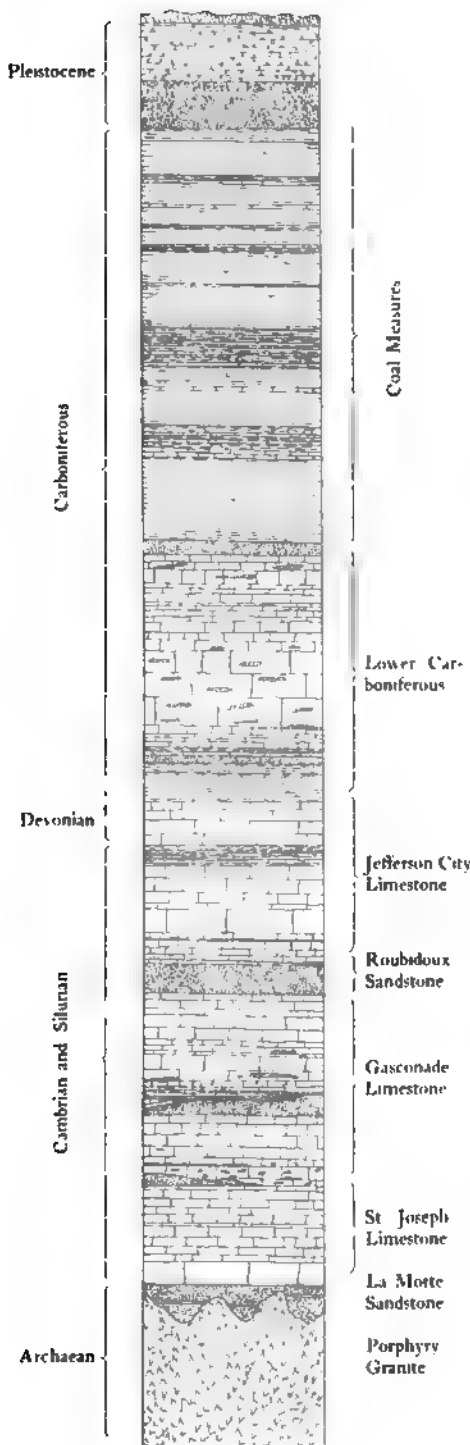 Pleistocene
Carboniferous
Coal Measures
Lower Car-
boniferous
Devonian
Jefferson City
Limestone
Roubidoux
Sandstone
Cambrian and Silurian
Gasconade
Limestone
St Joseph
Limestone
La Motte
Sandstone
Archaean
Porphyry
Granite